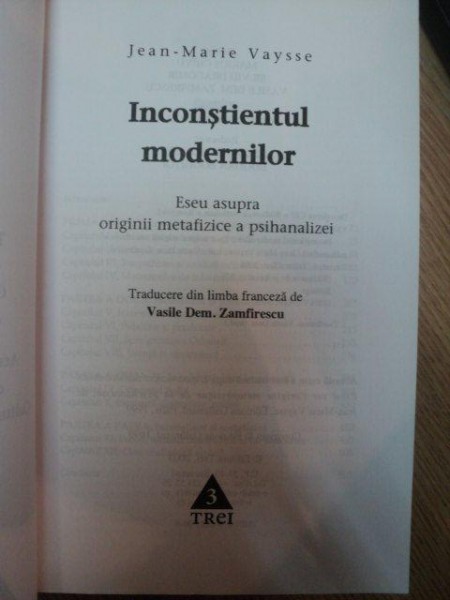 Jean-Marie Vaysse
Inconștientul
modernilor
Eseu asupra
originii metafizice a psihanalizei
Traducere din limba franceză de
Vasile Dem. Zamfirescu
3
TREI